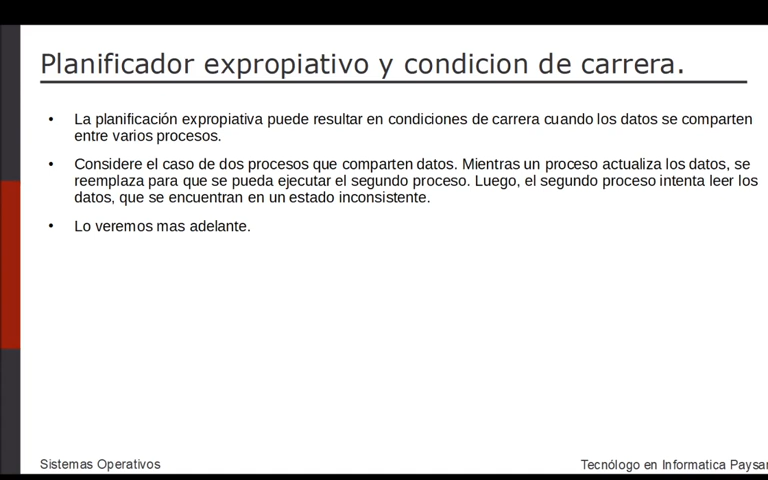 Planificador expropiativo y condicion de carrera.
• La planificación expropiativa puede resultar en condiciones de carrera cuando los datos se comparten
entre varios procesos.
• Considere el caso de dos procesos que comparten datos. Mientras un proceso actualiza los datos, se
reemplaza para que se pueda ejecutar el segundo proceso. Luego, el segundo proceso intenta leer los
datos, que se encuentran en un estado inconsistente.
• Lo veremos mas adelante.
Sistemas Operativos
Tecnólogo en Informatica Paysan